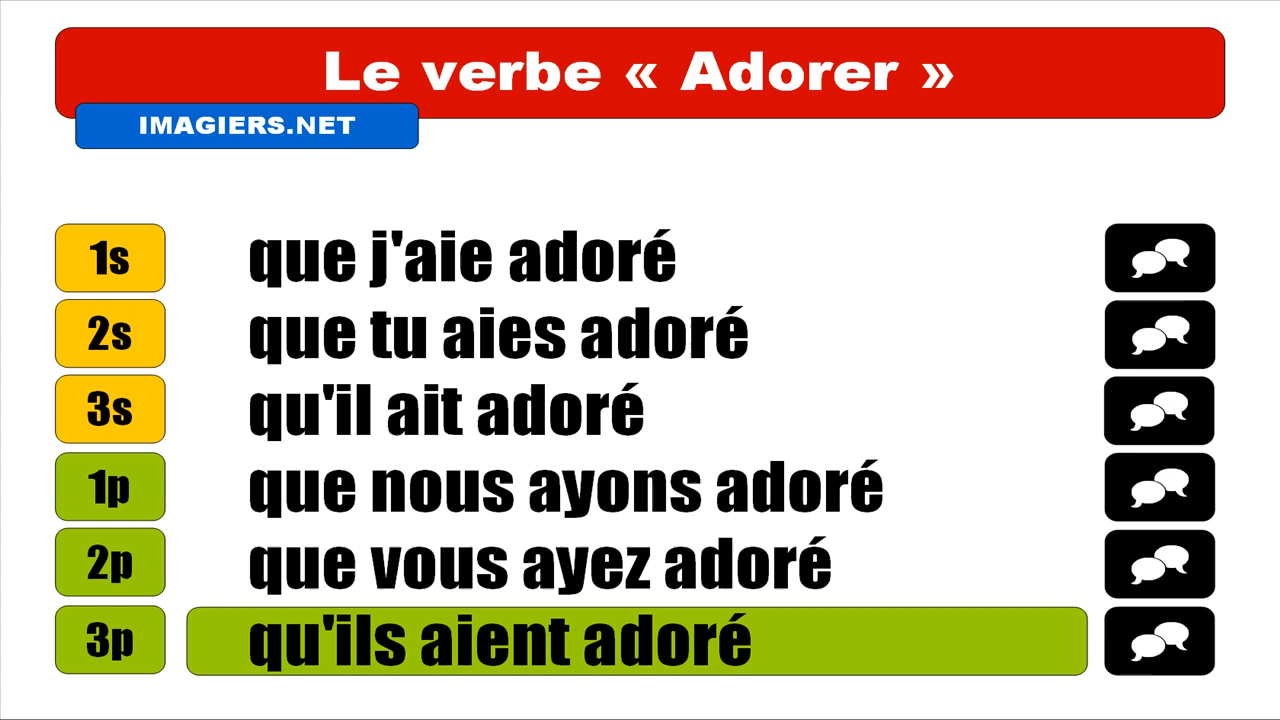 Le verbe « Adorer »
IMAGIERS.NET
1s que j'aie adoré
2s que tu aies adoré
3s qu'il ait adoré
1p que nous ayons adoré
2p que vous ayez adoré
3p qu'ils aient adoré